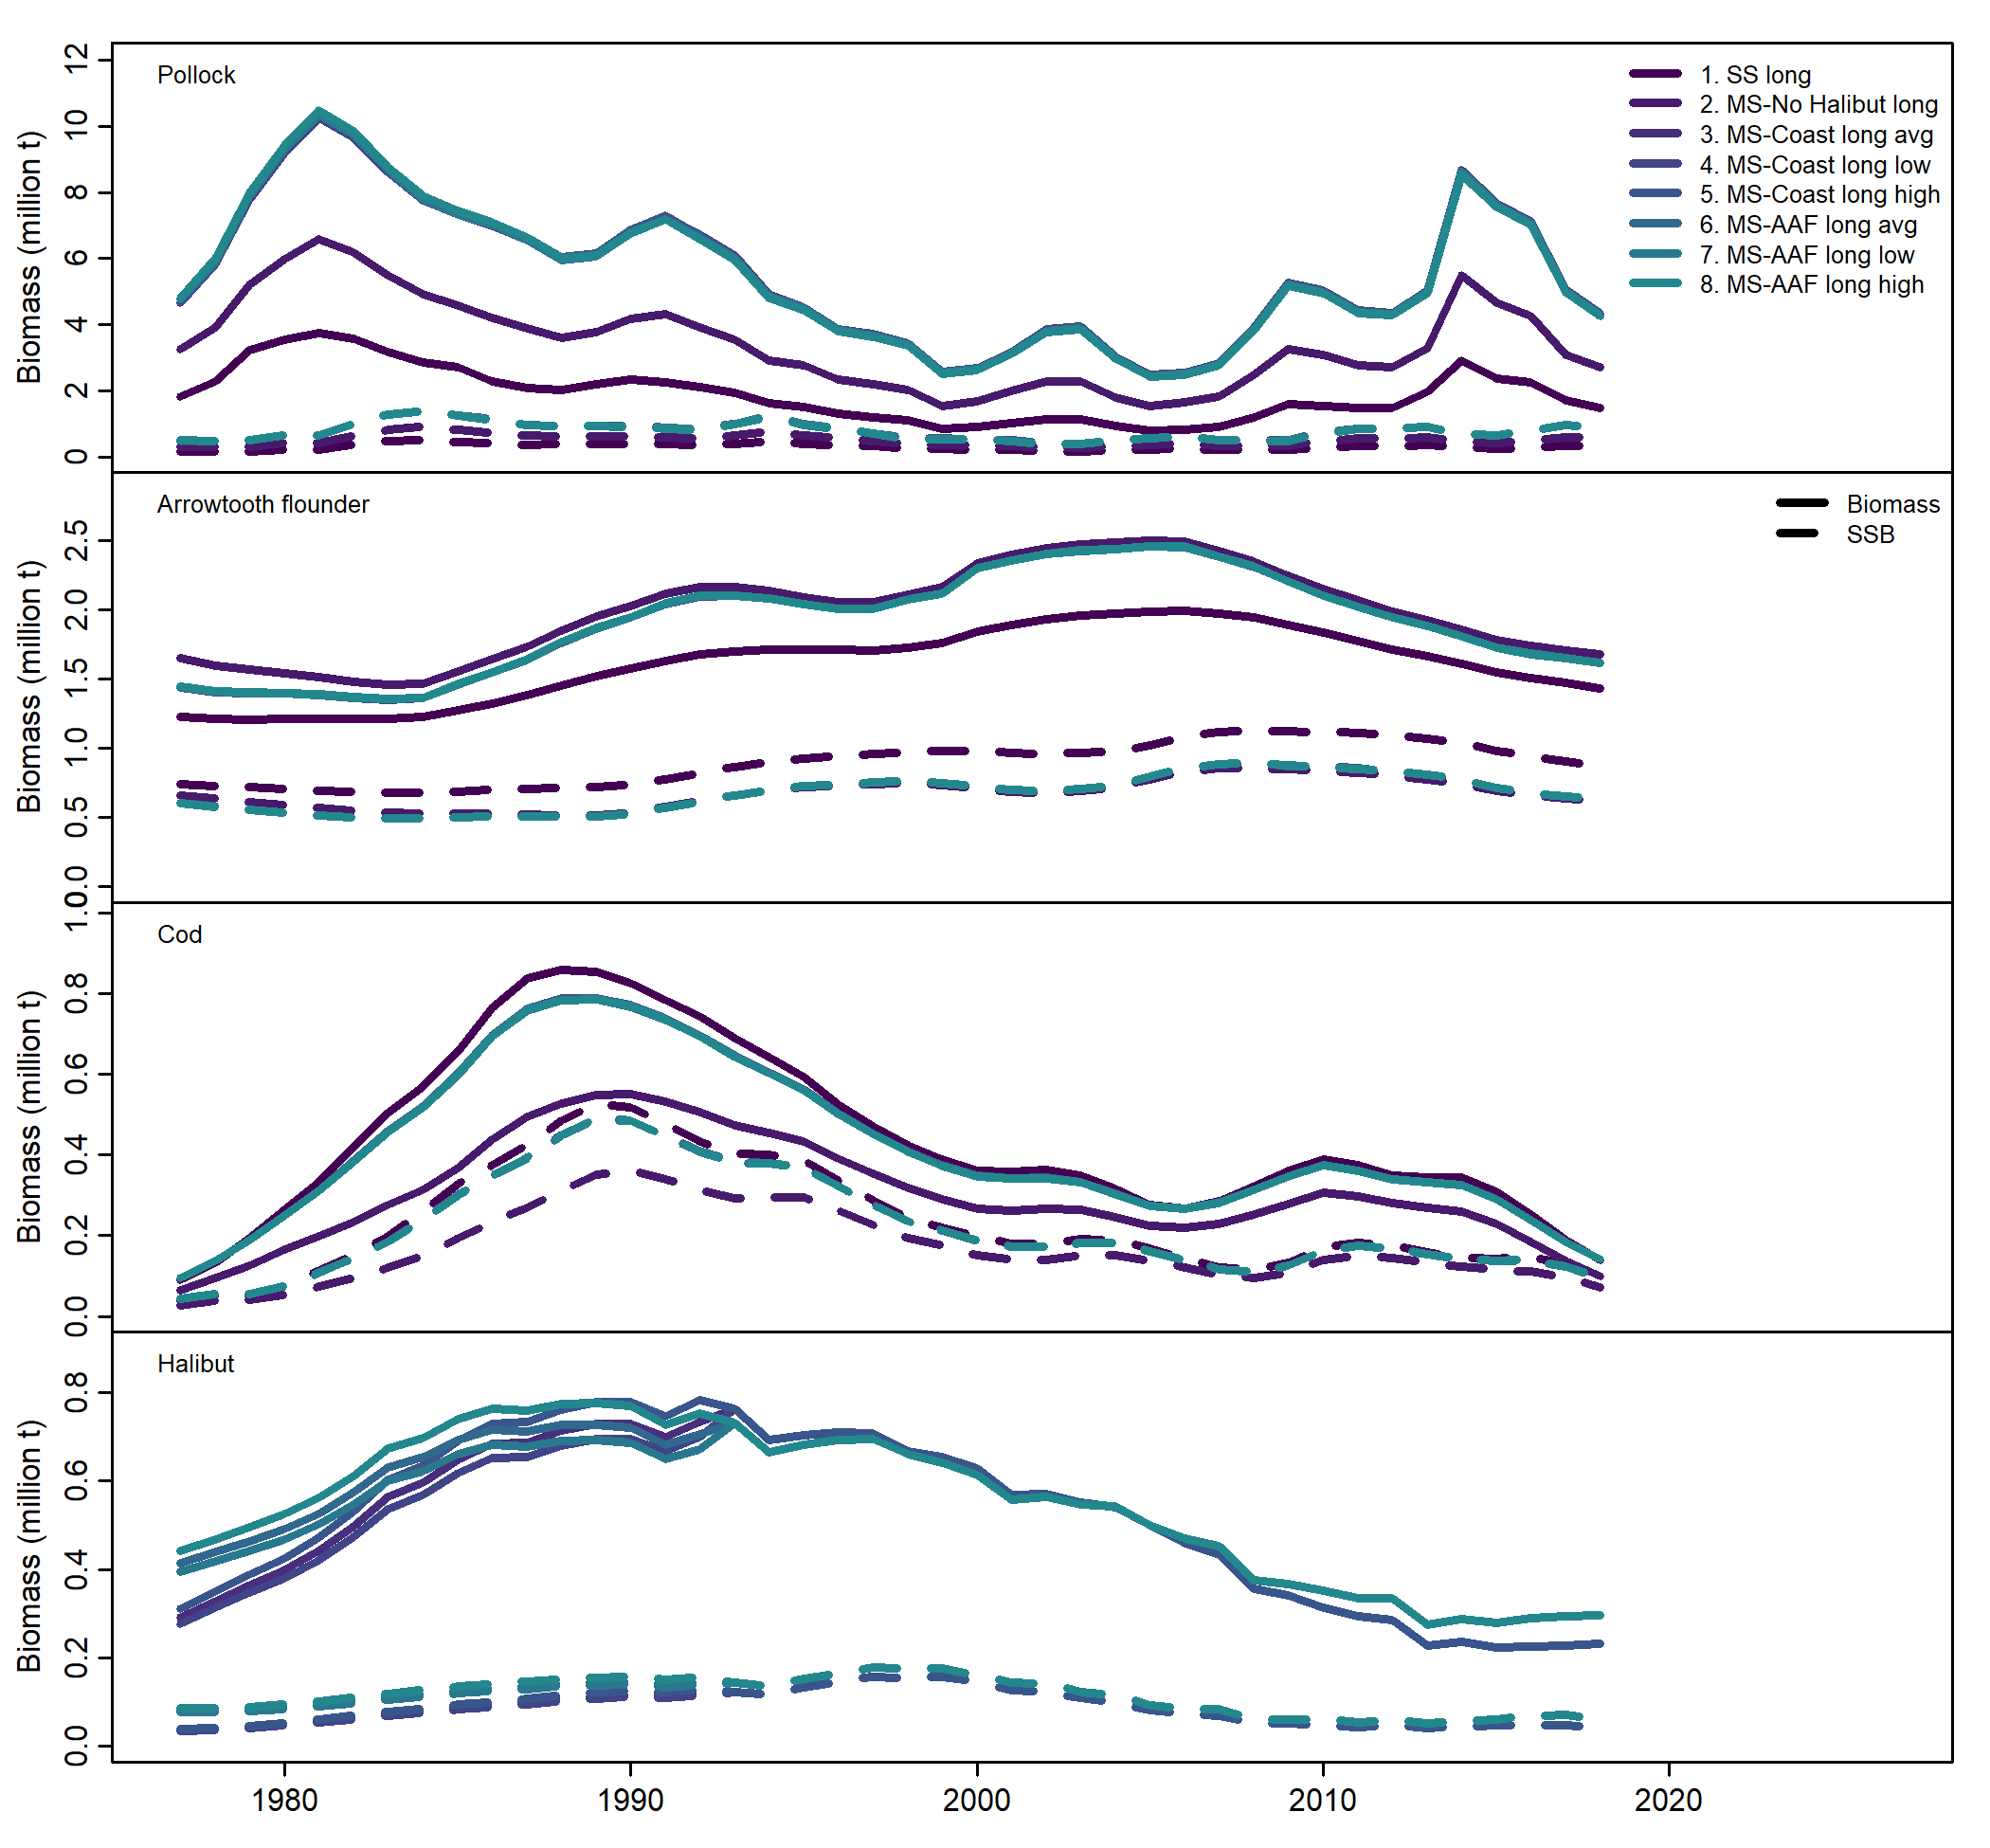 Pollock
1. SS long
2. MS-No Halibut long
3. MS-Coast long avg
4. MS-Coast long low
5. MS-Coast long high
6. MS-AAF long avg
7. MS-AAF long low
8. MS-AAF long high
Biomass (million t)
12
10
8
6
4
2
0
Arrowtooth flounder
Biomass
SSB
Biomass (million t)
2.5
2.0
1.5
1.0
0.5
0.0
Cod
Biomass (million t)
1.
0.8
0.6
0.4
0.2
0.0
Halibut
Biomass (million t)
0.8
0.6
0.4
0.2
0.0
1980 1990 2000 2010 2020